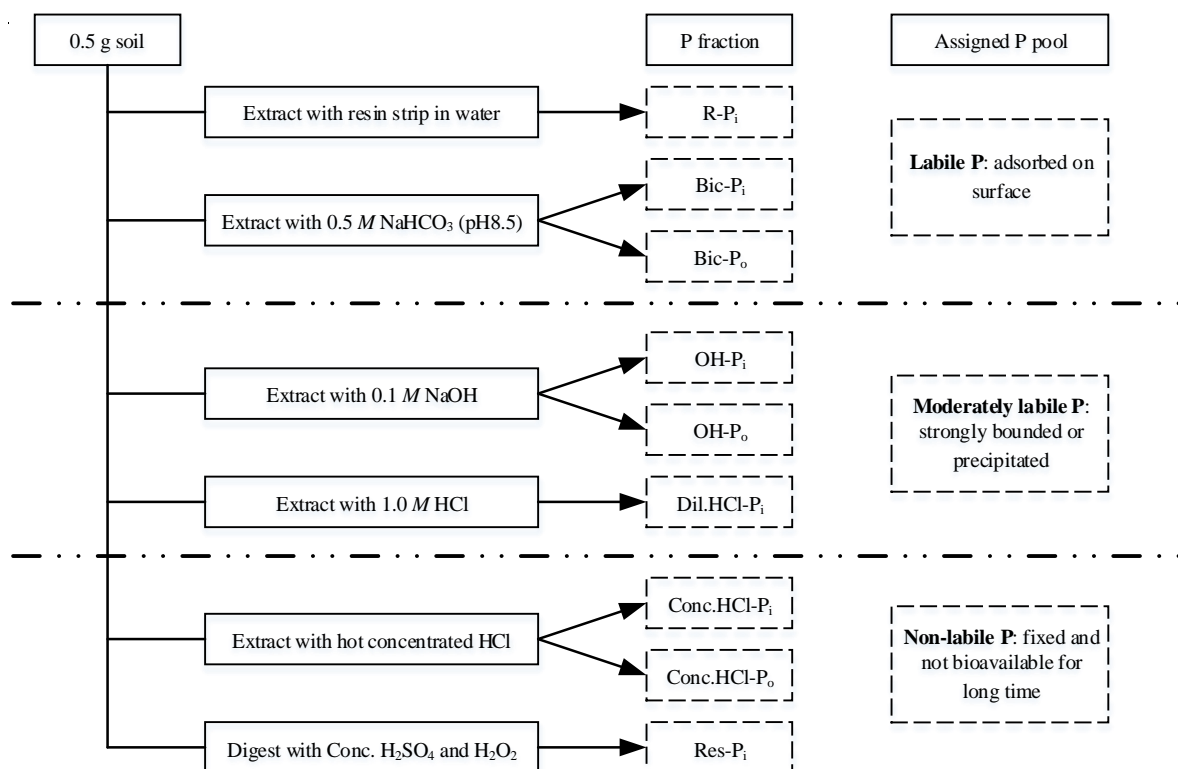 0.5 g soil
P fraction
Assigned P pool
Extract with resin strip in water
R-Pᵢ
Labile P: adsorbed on
surface
Extract with 0.5 M NaHCO₃ (pH8.5)
Bic-Pᵢ
Bic-Pₒ
Extract with 0.1 M NaOH
OH-Pᵢ
OH-Pₒ
Moderately labile P:
strongly bounded or
precipitated
Extract with 1.0 M HCl
Dil.HCl-Pᵢ
Extract with hot concentrated HCl
Conc.HCl-Pᵢ
Conc.HCl-Pₒ
Non-labile P: fixed and
not bioavailable for
long time
Digest with Conc. H₂SO₄ and H₂O₂
Res-Pᵢ